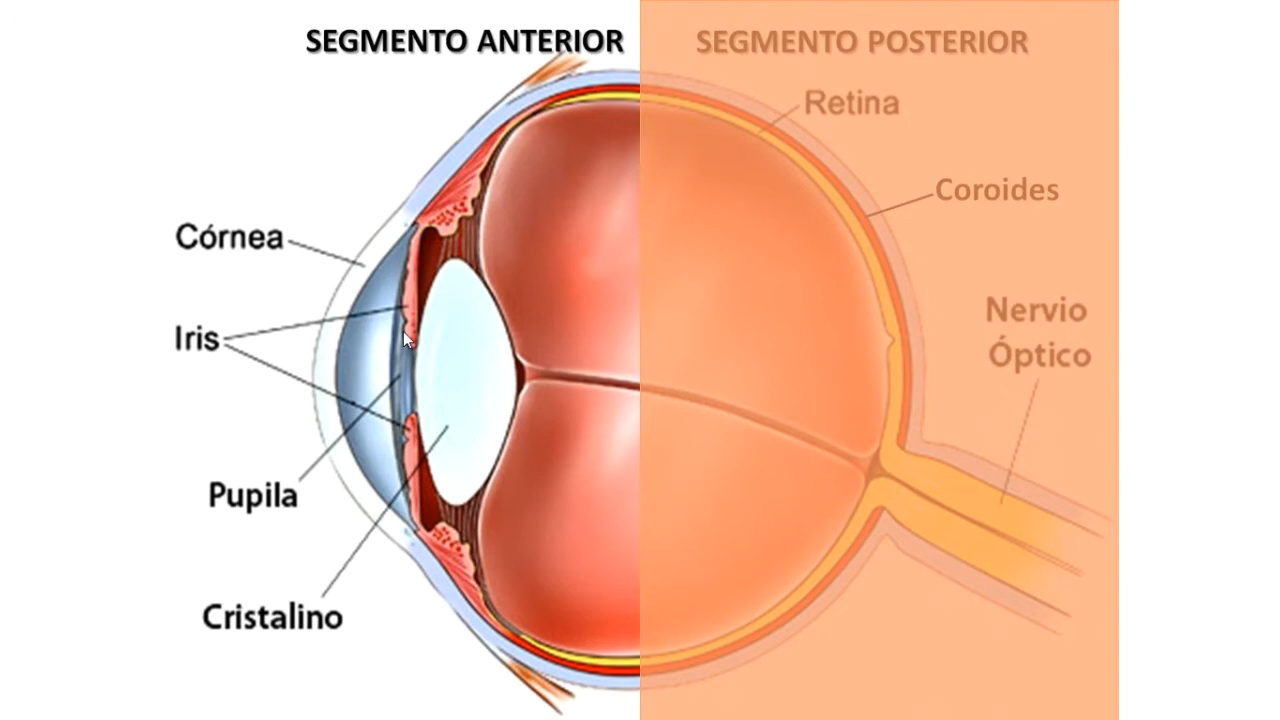 SEGMENTO ANTERIOR
SEGMENTO POSTERIOR
Retina
Coroides
Córnea
Nervio
Óptico
Iris
Pupila
Cristalino